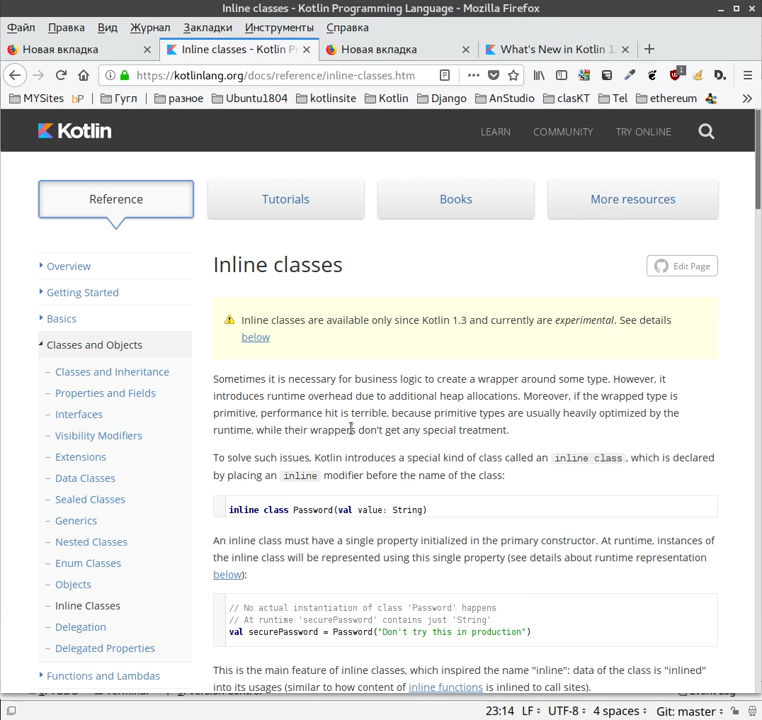 Inline classes - Kotlin Programming Language - Mozilla Firefox
Файл Правка Вид Журнал Закладки Инструменты Справка
Новая вкладка
Inline classes - Kotlin P
Новая вкладка
What's New in Kotlin 1
https://kotlinlang.org/docs/reference/inline-classes.htm
MYSites bP Гугл разное Ubuntu1804 kotlinsite Kotlin Django AnStudio clasKT Tel ethereum
Kotlin
LEARN COMMUNITY TRY ONLINE
Reference Tutorials Books More resources
Overview
Getting Started
Basics
Classes and Objects
Classes and Inheritance
Properties and Fields
Interfaces
Visibility Modifiers
Extensions
Data Classes
Sealed Classes
Generics
Nested Classes
Enum Classes
Objects
Inline Classes
Delegation
Delegated Properties
Functions and Lambdas
Inline classes
Edit Page
Inline classes are available only since Kotlin 1.3 and currently are experimental. See details
below
Sometimes it is necessary for business logic to create a wrapper around some type. However, it
introduces runtime overhead due to additional heap allocations. Moreover, if the wrapped type is
primitive, performance hit is terrible, because primitive types are usually heavily optimized by the
runtime, while their wrappers don't get any special treatment.
To solve such issues, Kotlin introduces a special kind of class called an inline class, which is declared
by placing an inline modifier before the name of the class:
inline class Password(val value: String)
An inline class must have a single property initialized in the primary constructor. At runtime, instances of
the inline class will be represented using this single property (see details about runtime representation
below):
// No actual instantiation of class 'Password' happens
// At runtime 'securePassword' contains just 'String'
val securePassword = Password("Don't try this in production")
This is the main feature of inline classes, which inspired the name "inline": data of the class is "inlined"
into its usages (similar to how content of inline functions is inlined to call sites).
23:14 LF UTF-8 4 spaces Git: master